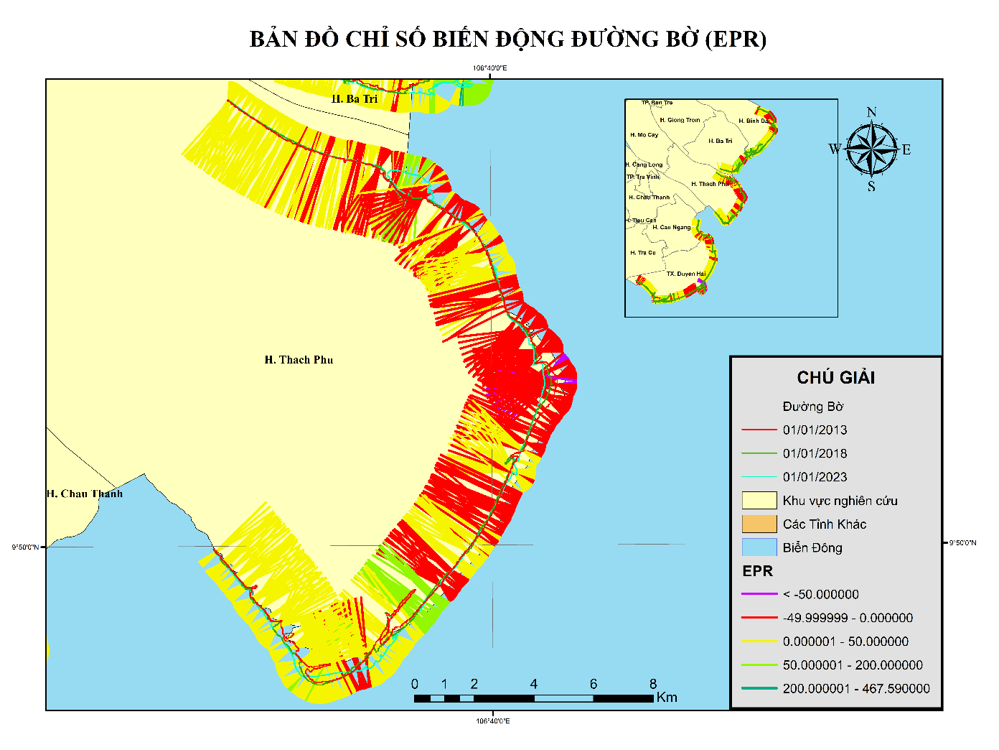 BẢN ĐỒ CHỈ SỐ BIẾN ĐỘNG ĐƯỜNG BỜ (EPR)
106°40'0"E
H. Ba Tri
TP. Ben Tre
H. Giong Trom
H. Binh Dai
H. Mo Cay
H. Ba Tri
H. Cang Long
TP. Tra Vinh
H. Thach Phu
H. Chau Thanh
H. Tieu Can
H. Cau Ngang
H. Tra Cu
TX. Duyen Hai
N
W
E
S
H. Thach Phu
H. Chau Thanh
9°50'0"N
9°50'0"N
CHÚ GIẢI
Đường Bờ
01/01/2013
01/01/2018
01/01/2023
Khu vực nghiên cứu
Các Tỉnh Khác
Biển Đông
EPR
< -50.000000
-49.999999 - 0.000000
0.000001 - 50.000000
50.000001 - 200.000000
200.000001 - 467.590000
0 1 2 4 6 8
Km
106°40'0"E